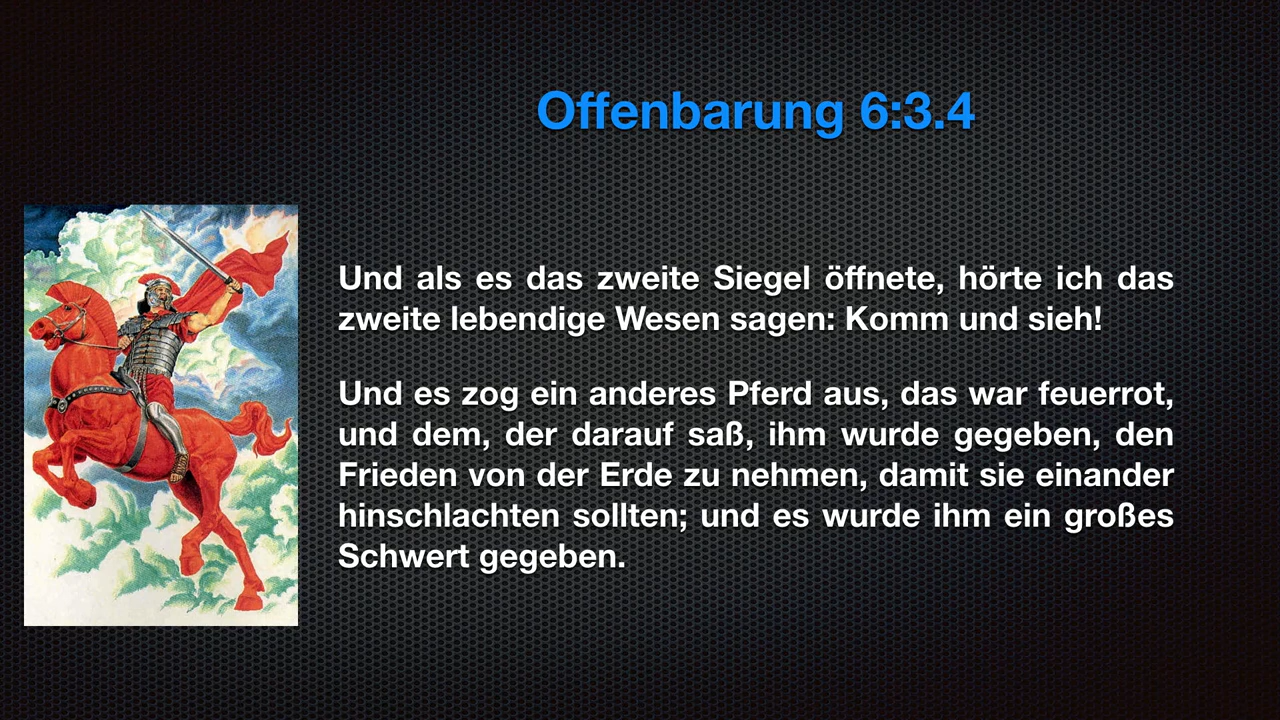 Offenbarung 6:3.4
Und als es das zweite Siegel öffnete, hörte ich das
zweite lebendige Wesen sagen: Komm und sieh!
Und es zog ein anderes Pferd aus, das war feuerrot,
und dem, der darauf saß, ihm wurde gegeben, den
Frieden von der Erde zu nehmen, damit sie einander
hinschlachten sollten; und es wurde ihm ein großes
Schwert gegeben.